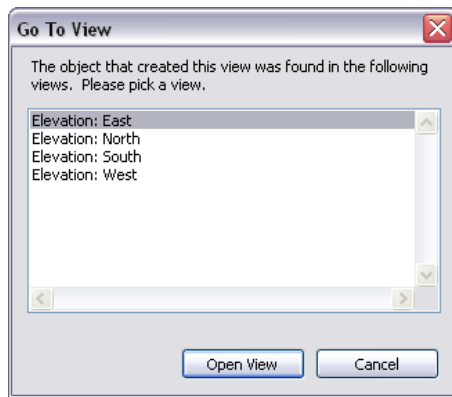 Go To View
The object that created this view was found in the following
views. Please pick a view.
Elevation: East
Elevation: North
Elevation: South
Elevation: West
Open View
Cancel